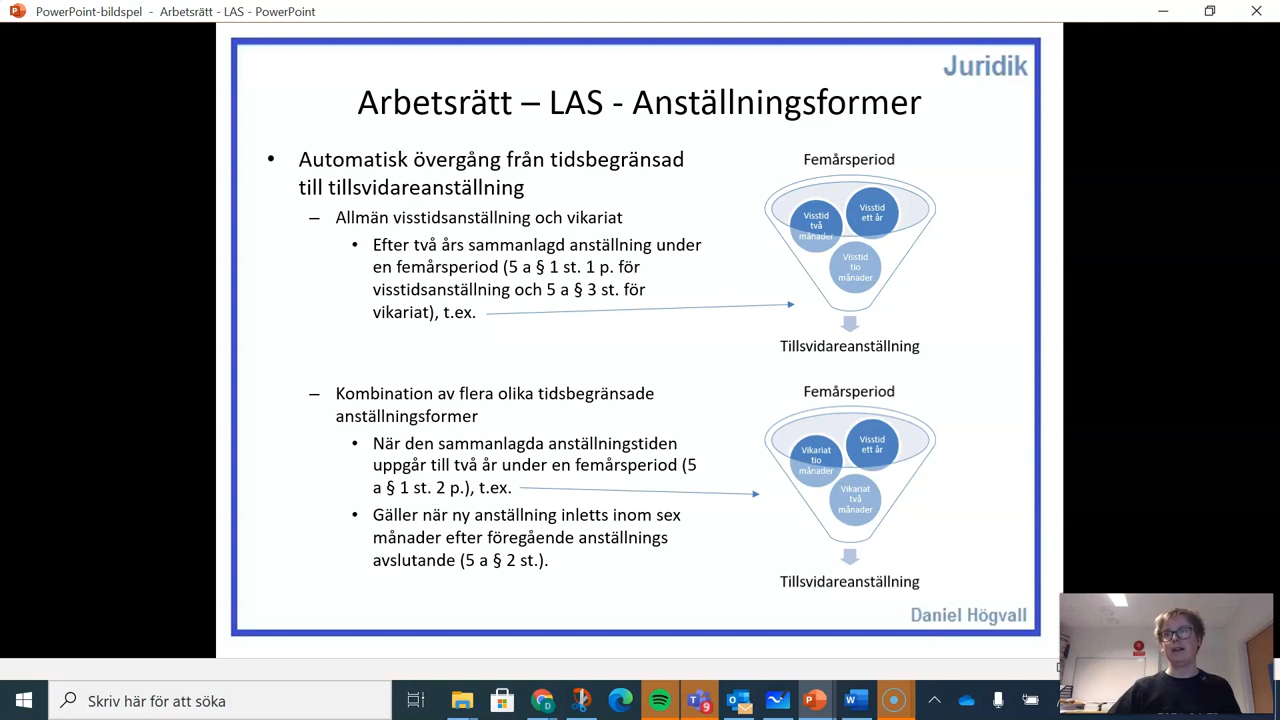 PowerPoint-bildspel - Arbetsrätt - LAS - PowerPoint
Juridik
Arbetsrätt – LAS - Anställningsformer
• Automatisk övergång från tidsbegränsad
till tillsvidareanställning
– Allmän visstidsanställning och vikariat
• Efter två års sammanlagd anställning under
en femårsperiod (5 a § 1 st. 1 p. för
visstidsanställning och 5 a § 3 st. för
vikariat), t.ex.
Femårsperiod
Visstid
två
månader
Visstid
ett år
Visstid
tio
månader
Tillsvidareanställning
– Kombination av flera olika tidsbegränsade
anställningsformer
• När den sammanlagda anställningstiden
uppgår till två år under en femårsperiod (5
a § 1 st. 2 p.), t.ex.
• Gäller när ny anställning inletts inom sex
månader efter föregående anställnings
avslutande (5 a § 2 st.).
Femårsperiod
Vikariat
tio
månader
Visstid
ett år
Vikariat
två
månader
Tillsvidareanställning
Daniel Högvall
Skriv här för att söka